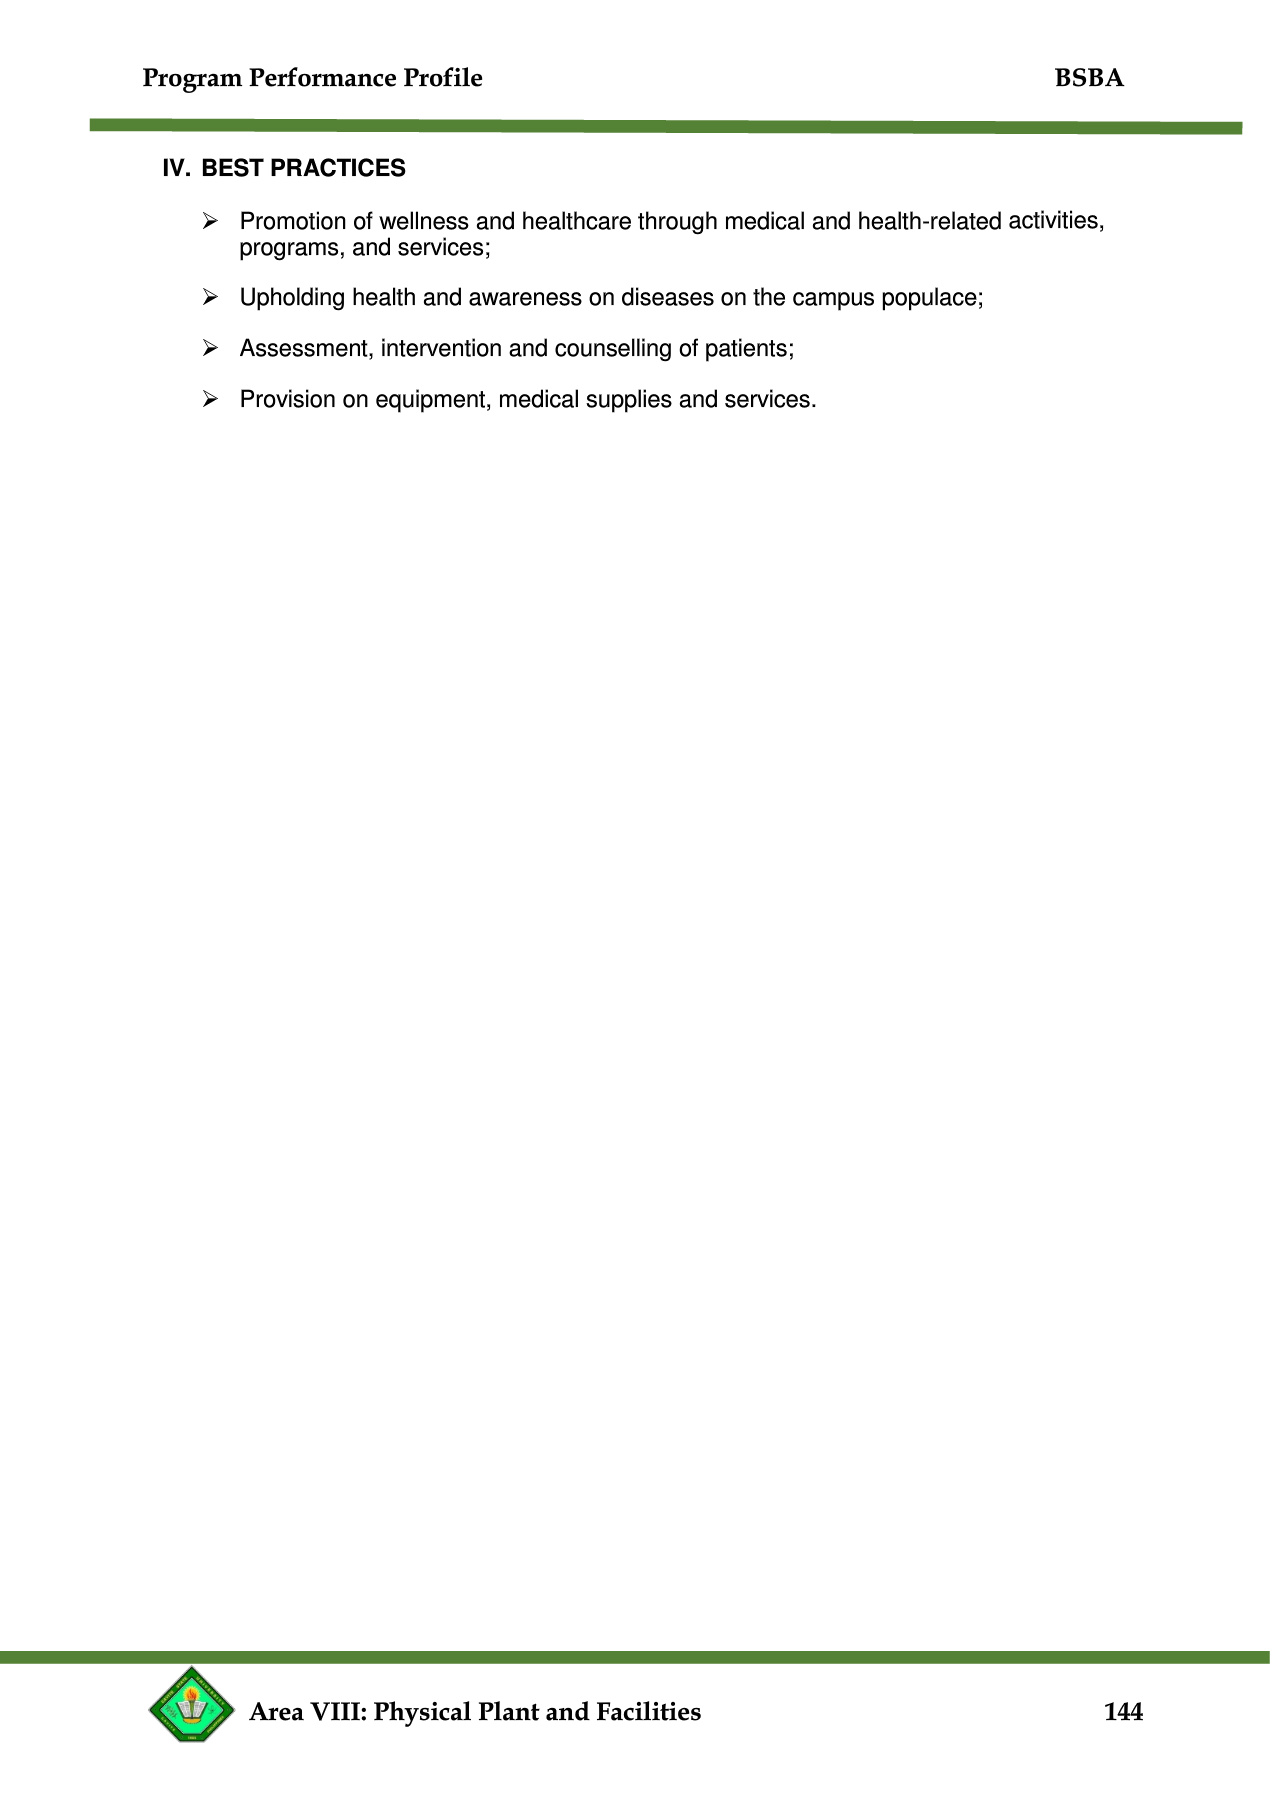 Program Performance Profile BSBA
IV. BEST PRACTICES
➢ Promotion of wellness and healthcare through medical and health-related activities,
programs, and services;
➢ Upholding health and awareness on diseases on the campus populace;
➢ Assessment, intervention and counselling of patients;
➢ Provision on equipment, medical supplies and services.
Area VIII: Physical Plant and Facilities 144